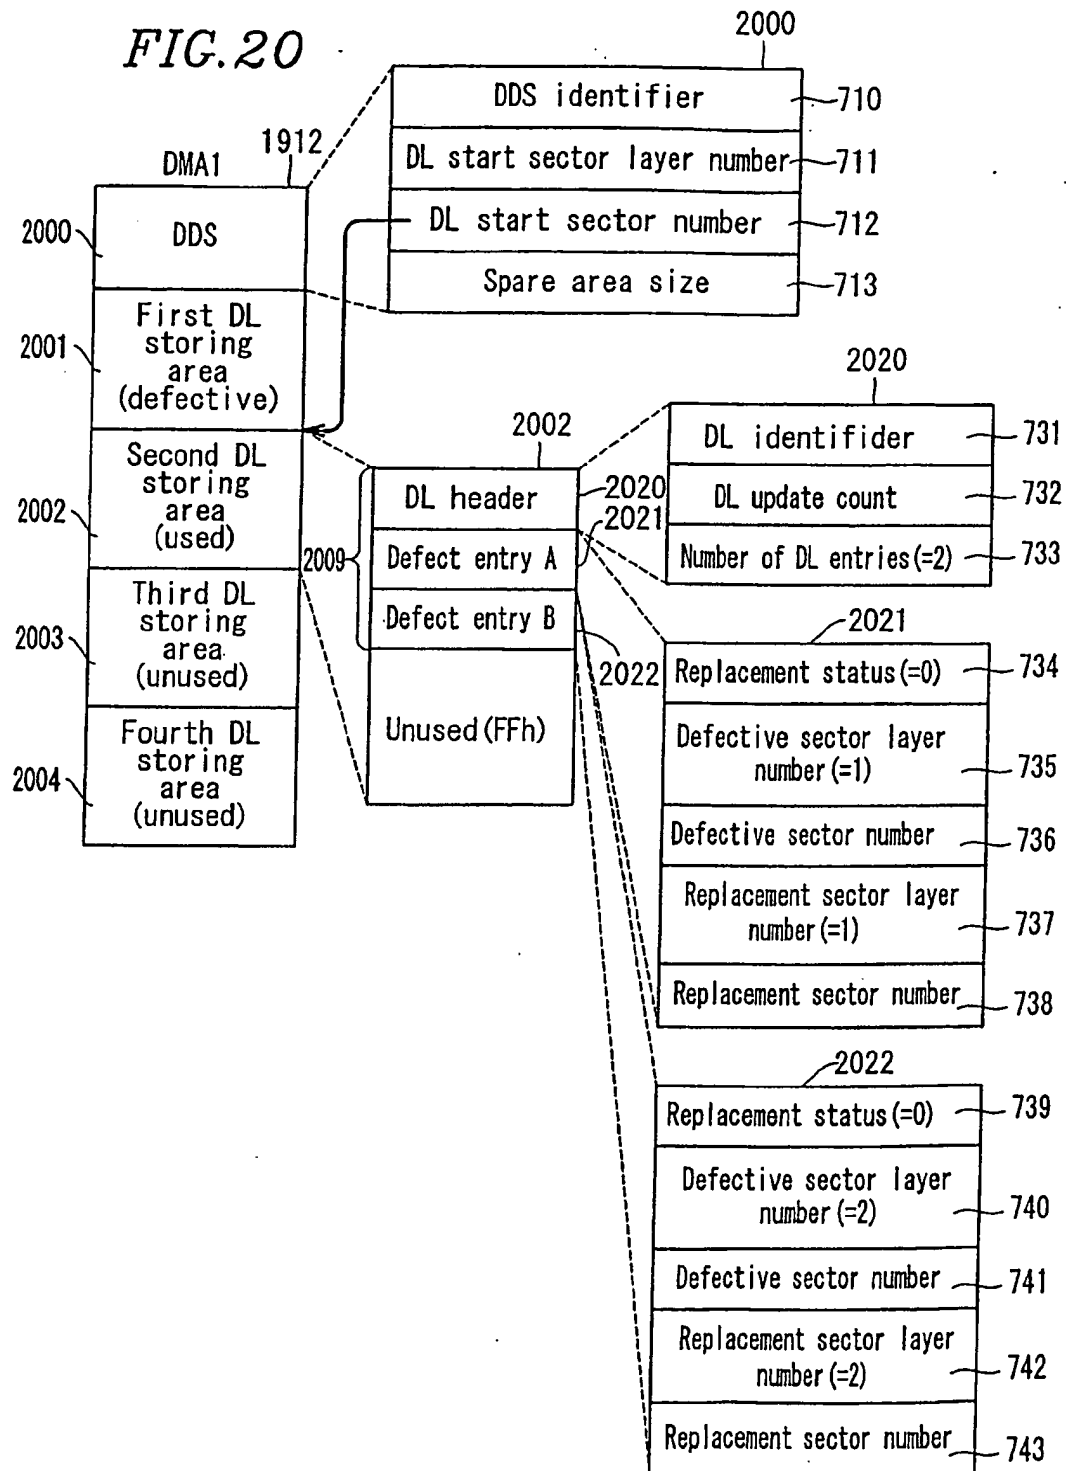 FIG.20
2000
DDS identifier
710
DL start sector layer number
711
DL start sector number
712
Spare area size
713
DMA1
1912
2000
DDS
2001
First DL
storing
area
(defective)
2002
Second DL
storing
area
(used)
2003
Third DL
storing
area
(unused)
2004
Fourth DL
storing
area
(unused)
2002
2009
DL header
2020
2021
Defect entry A
Defect entry B
2022
Unused (FFh)
2020
DL identifider
731
DL update count
732
Number of DL entries (=2)
733
2021
Replacement status (=0)
734
Defective sector layer
number (=1)
735
Defective sector number
736
Replacement sector layer
number (=1)
737
Replacement sector number
738
2022
Replacement status (=0)
739
Defective sector layer
number (=2)
740
Defective sector number
741
Replacement sector layer
number (=2)
742
Replacement sector number
743